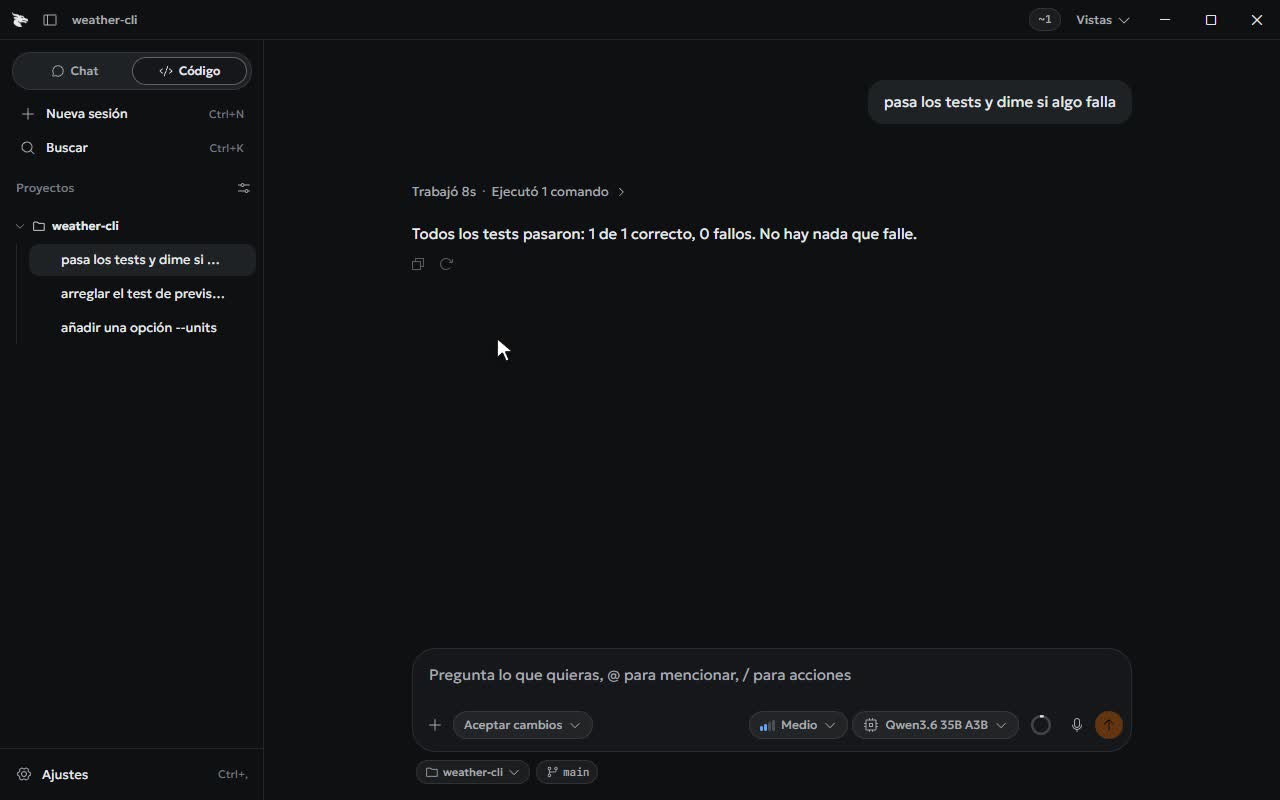 weather-cli
~1
Vistas
Chat
</> Código
Nueva sesión Ctrl+N
Buscar Ctrl+K
Proyectos
weather-cli
pasa los tests y dime si ...
arreglar el test de previs...
añadir una opción --units
Ajustes Ctrl+,
pasa los tests y dime si algo falla
Trabajó 8s · Ejecutó 1 comando
Todos los tests pasaron: 1 de 1 correcto, 0 fallos. No hay nada que falle.
Pregunta lo que quieras, @ para mencionar, / para acciones
Aceptar cambios
Medio
Qwen3.6 35B A3B
weather-cli
main